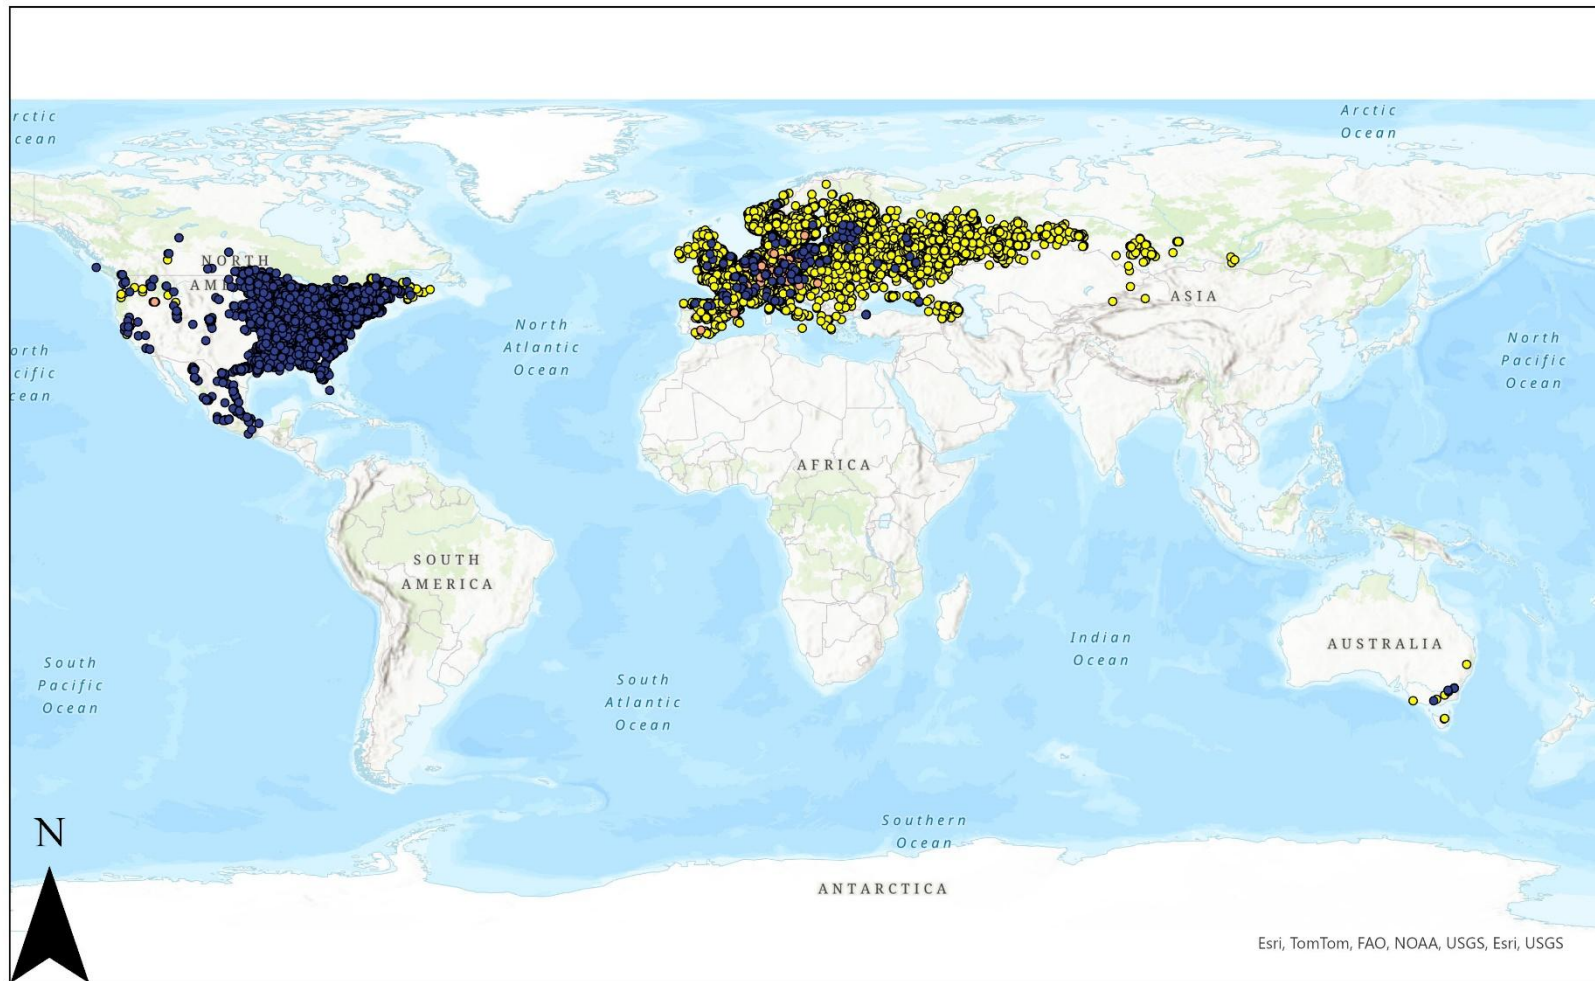 rctic
cean
Arctic
Ocean
NORTH
AM
ASIA
North
Atlantic
Ocean
orth
cific
cean
North
Pacific
Ocean
AFRICA
SOUTH
AMERICA
Indian
Ocean
AUSTRALIA
South
Pacific
Ocean
South
Atlantic
Ocean
Southern
Ocean
N
ANTARCTICA
Esri, TomTom, FAO, NOAA, USGS, Esri, USGS